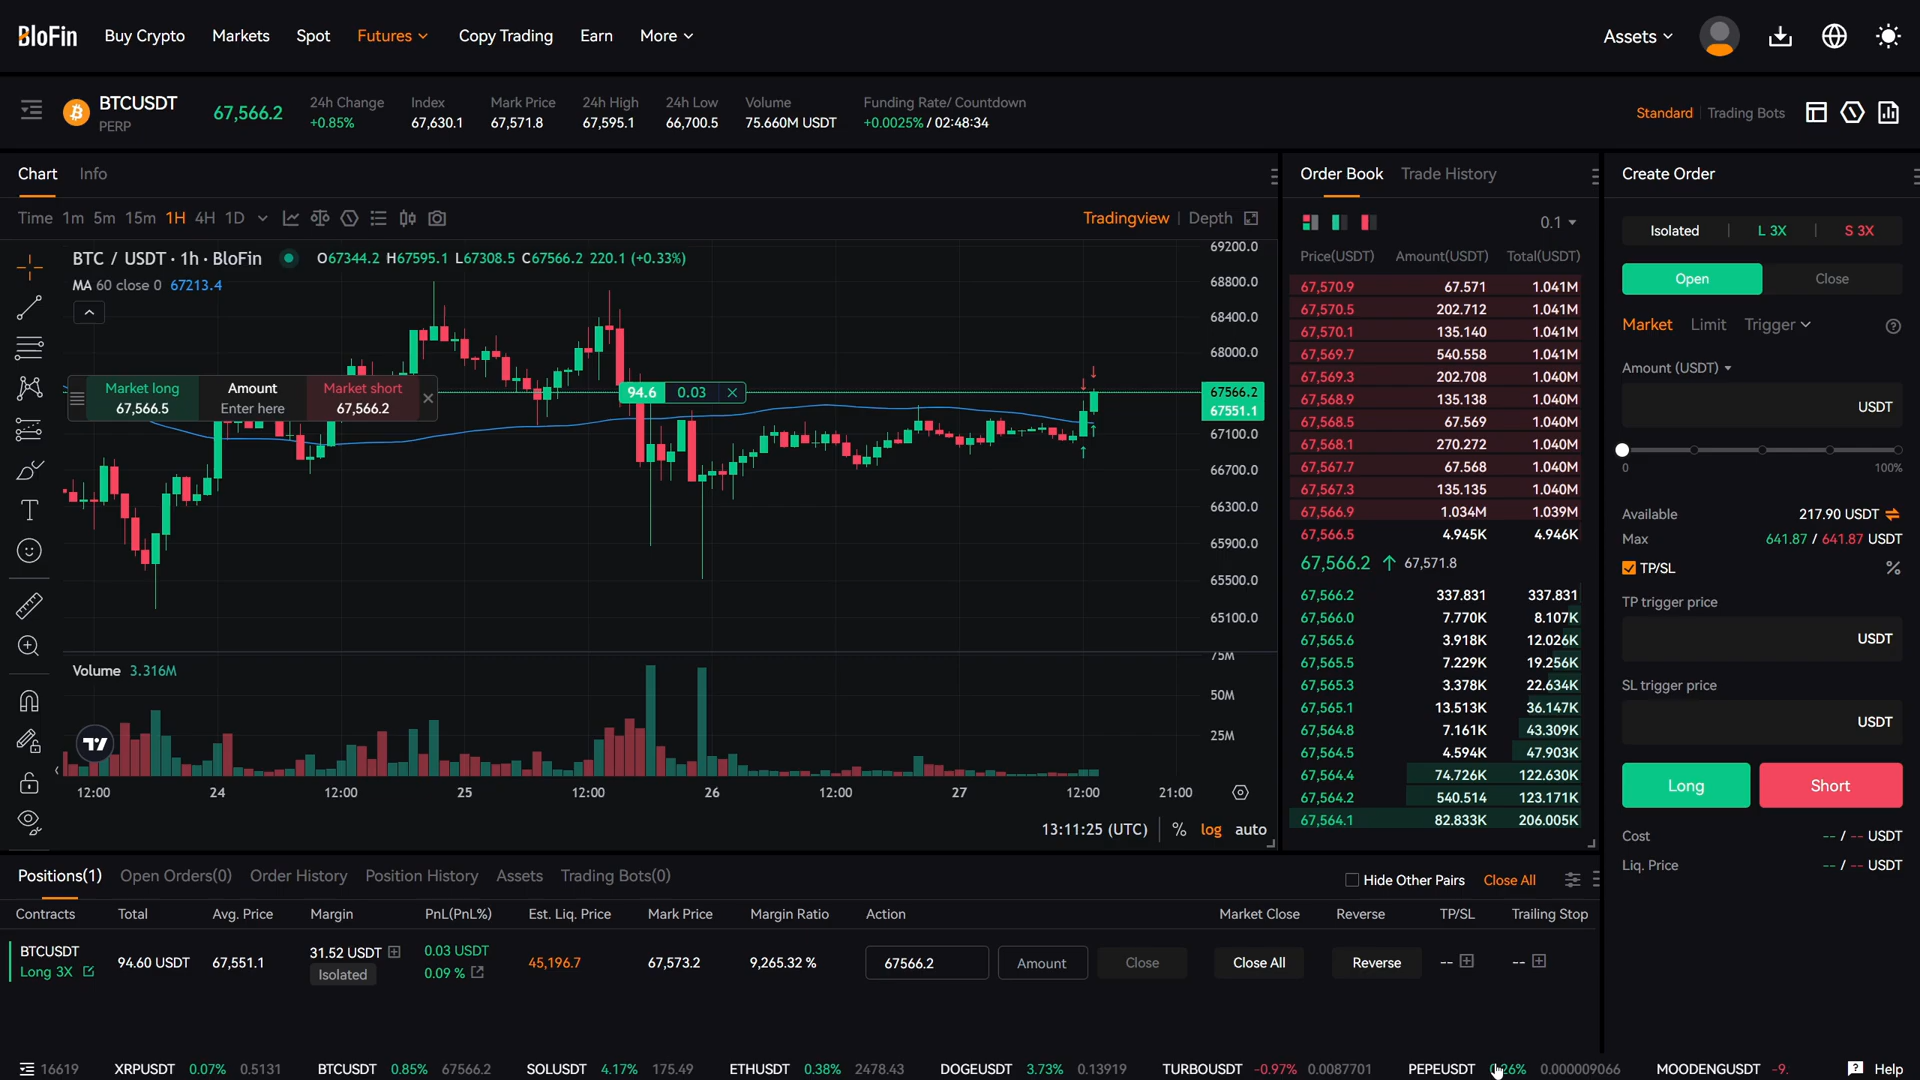 BloFin Buy Crypto Markets Spot Futures Copy Trading Earn More Assets
BTCUSDT PERP 67,566.2
24h Change +0.85%
Index 67,630.1
Mark Price 67,571.8
24h High 67,595.1
24h Low 66,700.5
Volume 75.660M USDT
Funding Rate/ Countdown +0.0025% / 02:48:34
Standard Trading Bots
Chart Info
Time 1m 5m 15m 1H 4H 1D
Tradingview Depth
BTC / USDT · 1h · BloFin O67344.2 H67595.1 L67308.5 C67566.2 220.1 (+0.33%)
MA 60 close 0 67213.4
Market long 67,566.5
Amount Enter here
Market short 67,566.2
94.6 0.03
69200.0
68800.0
68400.0
68000.0
67566.2
67551.1
67100.0
66700.0
66300.0
65900.0
65500.0
65100.0
Volume 3.316M
75M
50M
25M
12:00 24 12:00 25 12:00 26 12:00 27 12:00 21:00
13:11:25 (UTC) % log auto
Order Book Trade History
0.1
Price(USDT) Amount(USDT) Total(USDT)
67,570.9 67.571 1.041M
67,570.5 202.712 1.041M
67,570.1 135.140 1.041M
67,569.7 540.558 1.041M
67,569.3 202.708 1.040M
67,568.9 135.138 1.040M
67,568.5 67.569 1.040M
67,568.1 270.272 1.040M
67,567.7 67.568 1.040M
67,567.3 135.135 1.040M
67,566.9 1.034M 1.039M
67,566.5 4.945K 4.946K
67,566.2 67,571.8
67,566.2 337.831 337.831
67,566.0 7.770K 8.107K
67,565.6 3.918K 12.026K
67,565.5 7.229K 19.256K
67,565.3 3.378K 22.634K
67,565.1 13.513K 36.147K
67,564.8 7.161K 43.309K
67,564.5 4.594K 47.903K
67,564.4 74.726K 122.630K
67,564.2 540.514 123.171K
67,564.1 82.833K 206.005K
Create Order
Isolated L 3X S 3X
Open Close
Market Limit Trigger
Amount (USDT)
USDT
0 100%
Available 217.90 USDT
Max 641.87 / 641.87 USDT
TP/SL %
TP trigger price
USDT
SL trigger price
USDT
Long Short
Cost -- / -- USDT
Liq. Price -- / -- USDT
Positions(1) Open Orders(0) Order History Position History Assets Trading Bots(0)
Hide Other Pairs Close All
Contracts Total Avg. Price Margin PnL(PnL%) Est. Liq. Price Mark Price Margin Ratio Action Market Close Reverse TP/SL Trailing Stop
BTCUSDT Long 3X
94.60 USDT 67,551.1
31.52 USDT Isolated
0.03 USDT 0.09 %
45,196.7 67,573.2 9,265.32 % 67566.2 Amount Close Close All Reverse -- --
16619 XRPUSDT 0.07% 0.5131 BTCUSDT 0.85% 67566.2 SOLUSDT 4.17% 175.49 ETHUSDT 0.38% 2478.43 DOGEUSDT 3.73% 0.13919 TURBOUSDT -0.97% 0.0087701 PEPEUSDT 0.000009066 MOODENGUSDT -9. Help